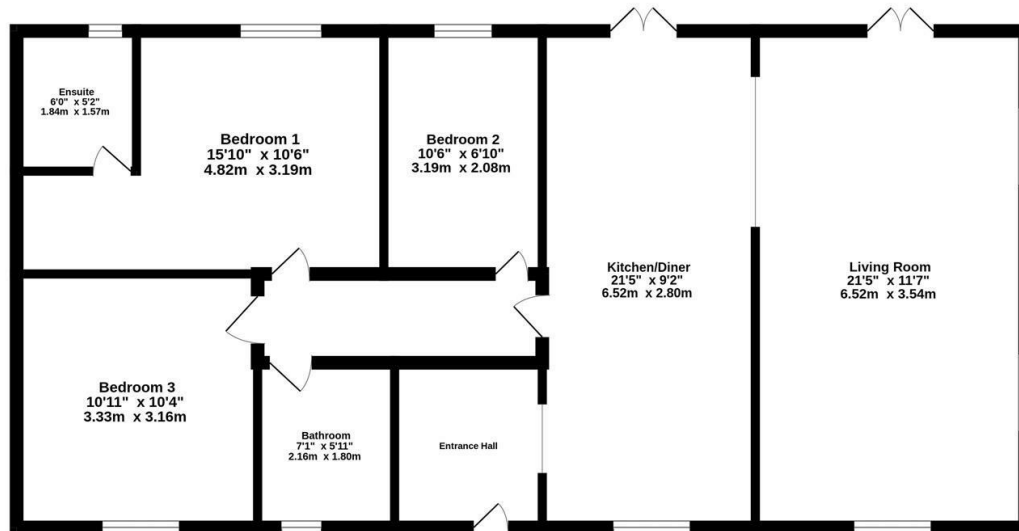 Ensuite
6'0" x 5'2"
1.84m x 1.57m
Bedroom 1
15'10" x 10'6"
4.82m x 3.19m
Bedroom 2
10'6" x 6'10"
3.19m x 2.08m
Kitchen/Diner
21'5" x 9'2"
6.52m x 2.80m
Living Room
21'5" x 11'7"
6.52m x 3.54m
Bedroom 3
10'11" x 10'4"
3.33m x 3.16m
Bathroom
7'1" x 5'11"
2.16m x 1.80m
Entrance Hall